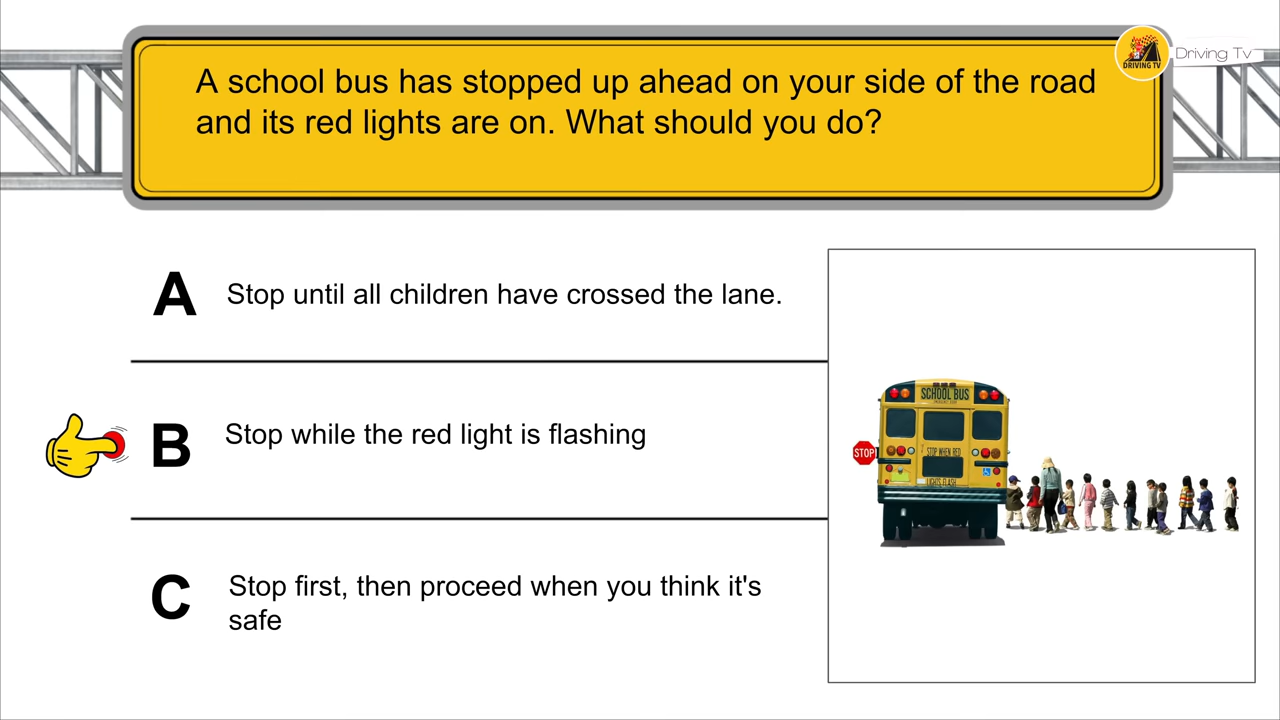 DRIVING TV
Driving Tv
A school bus has stopped up ahead on your side of the road
and its red lights are on. What should you do?
A
Stop until all children have crossed the lane.
B
Stop while the red light is flashing
C
Stop first, then proceed when you think it's
safe
SCHOOL BUS
STOP
STOP WHEN RED
LIGHTS FLASH